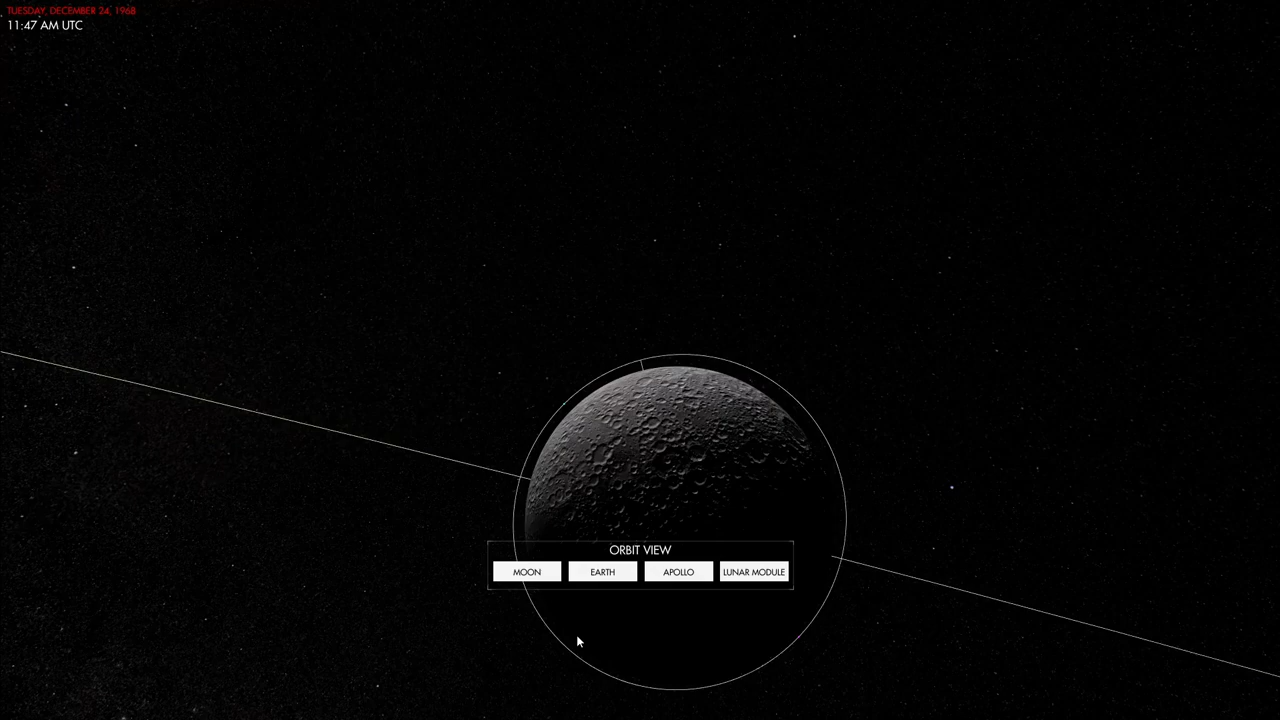 TUESDAY, DECEMBER 24, 1968
11:47 AM UTC
ORBIT VIEW
MOON EARTH APOLLO LUNAR MODULE